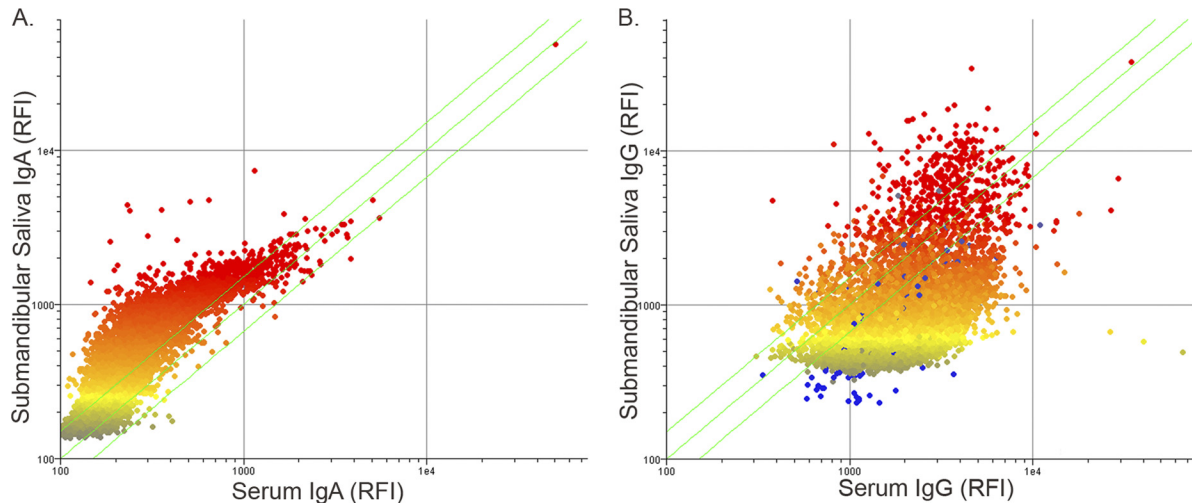 A.
Submandibular Saliva IgA (RFI)
1e4
1000
100
100
1000
1e4
Serum IgA (RFI)
B.
Submandibular Saliva IgG (RFI)
1e4
1000
100
100
1000
1e4
Serum IgG (RFI)